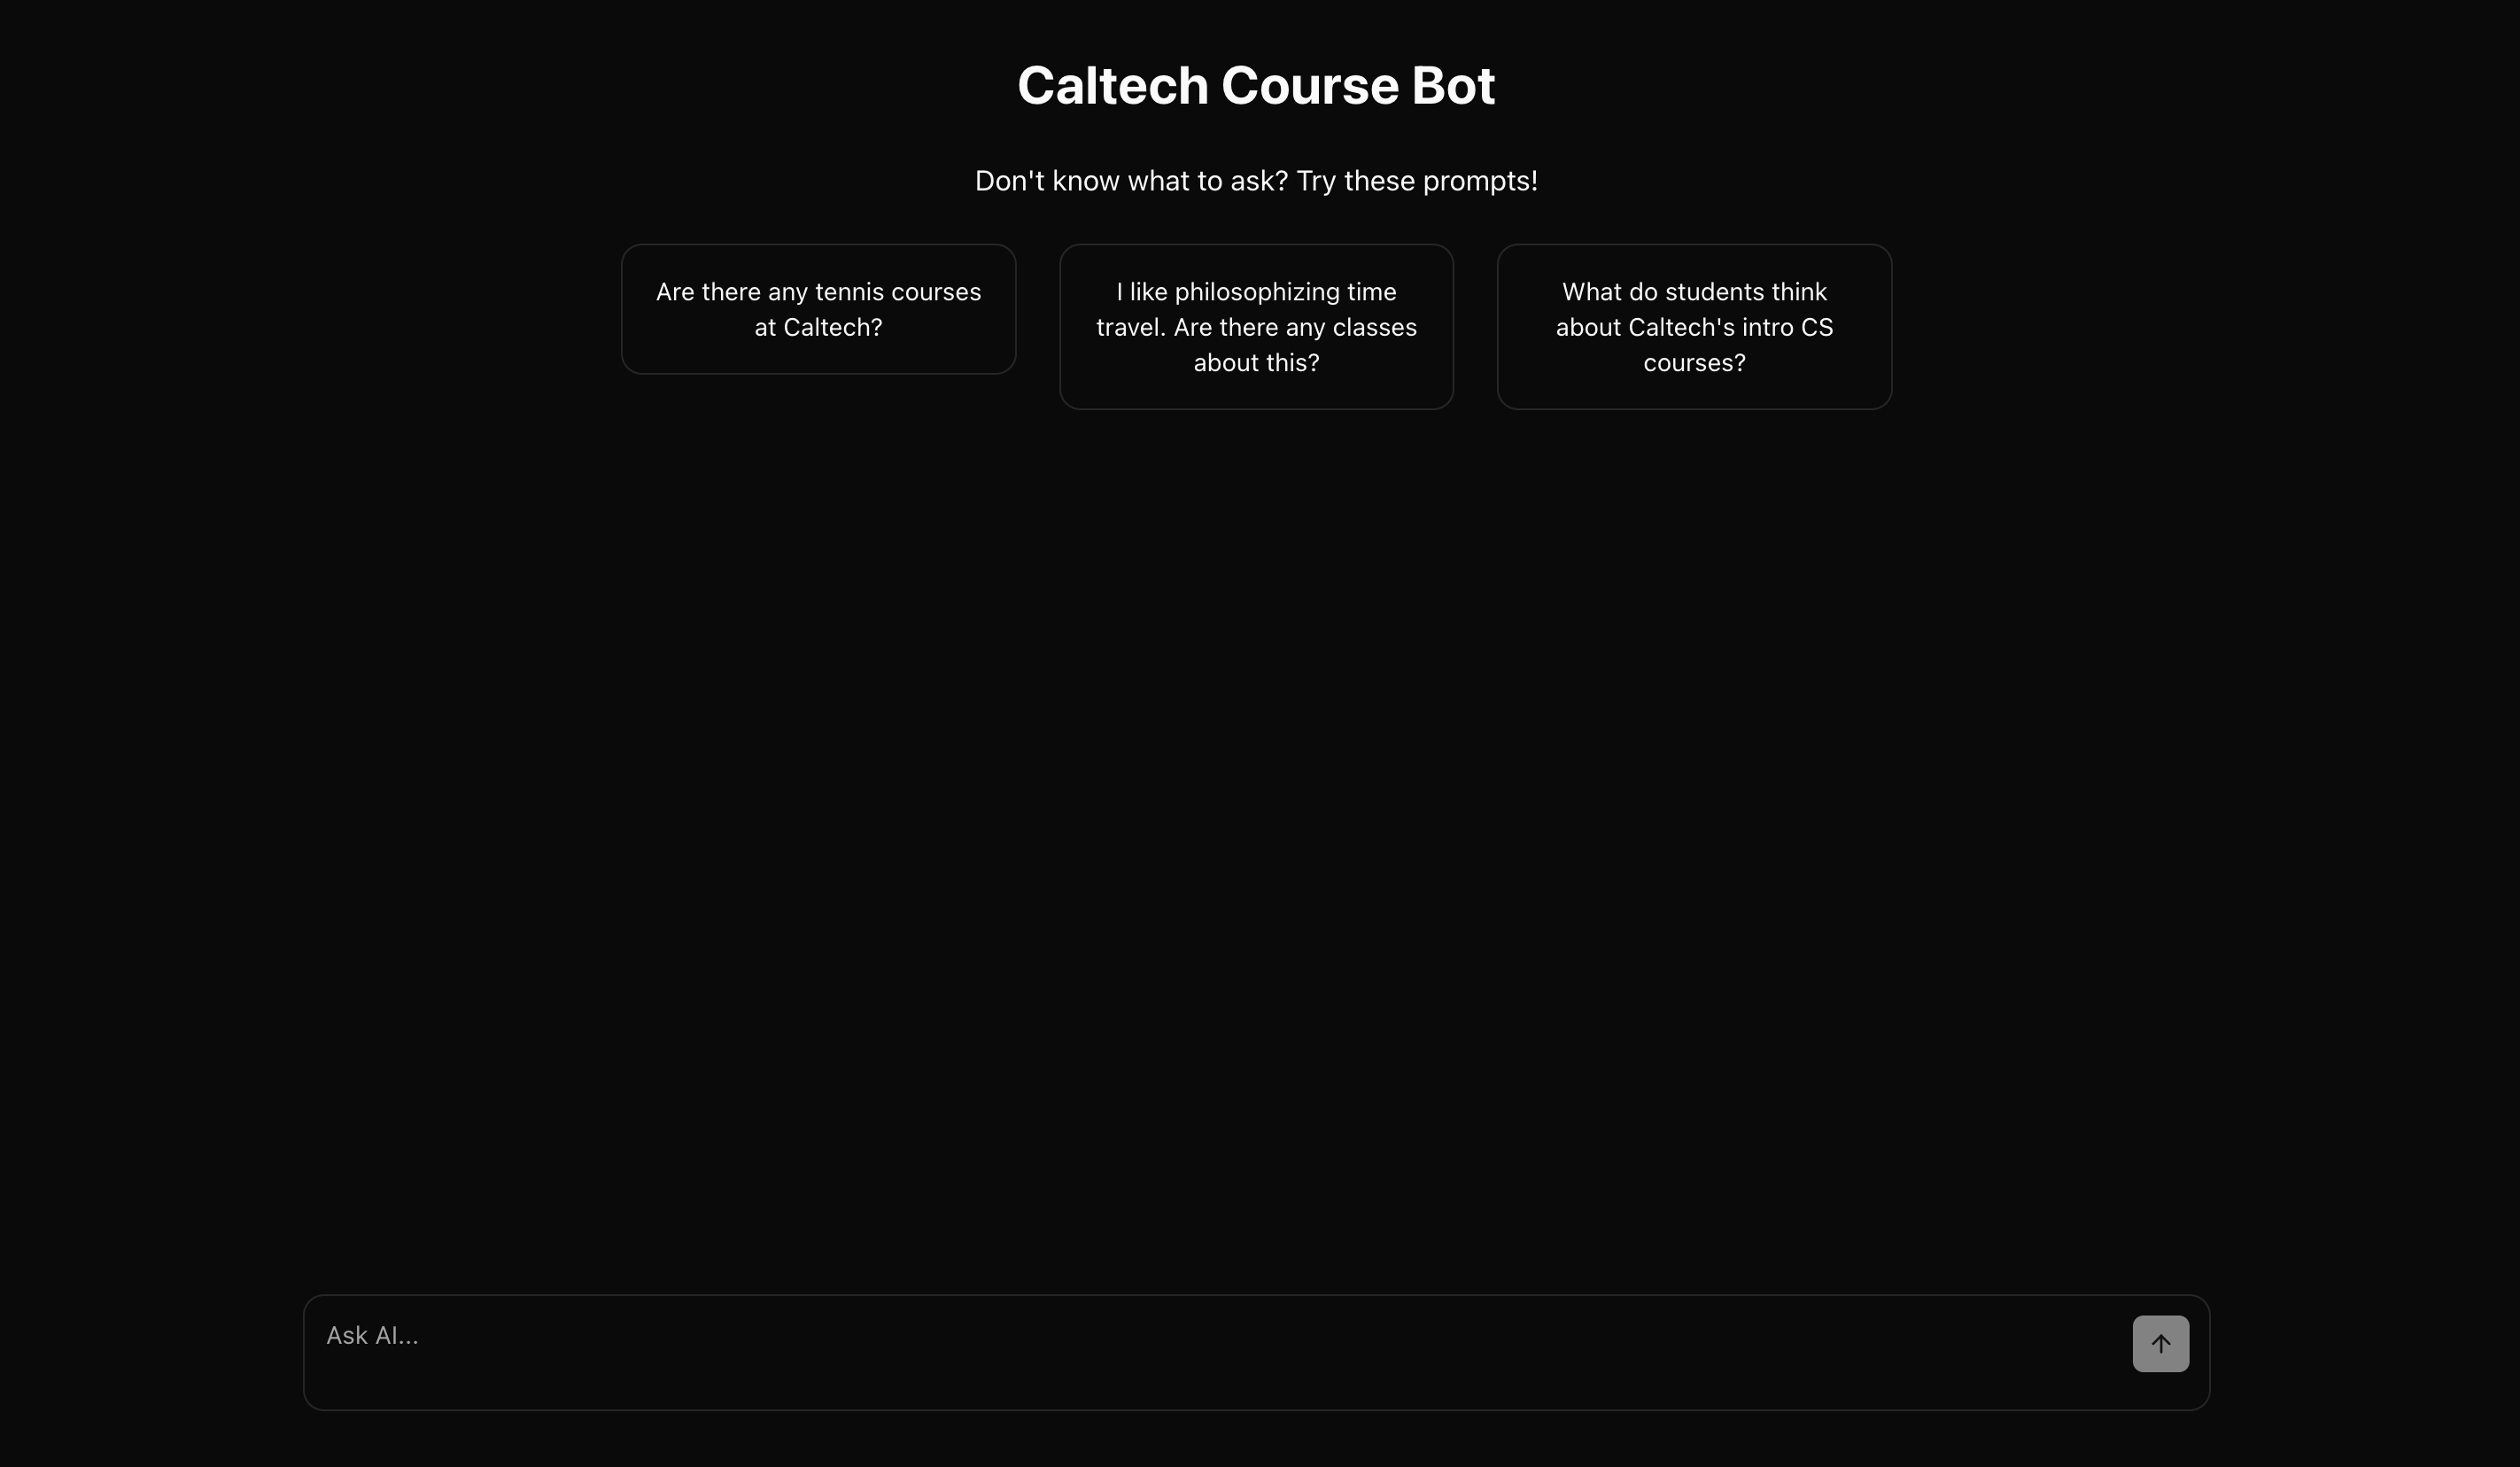 Caltech Course Bot
Don't know what to ask? Try these prompts!
Are there any tennis courses
at Caltech?
I like philosophizing time
travel. Are there any classes
about this?
What do students think
about Caltech's intro CS
courses?
Ask AI...